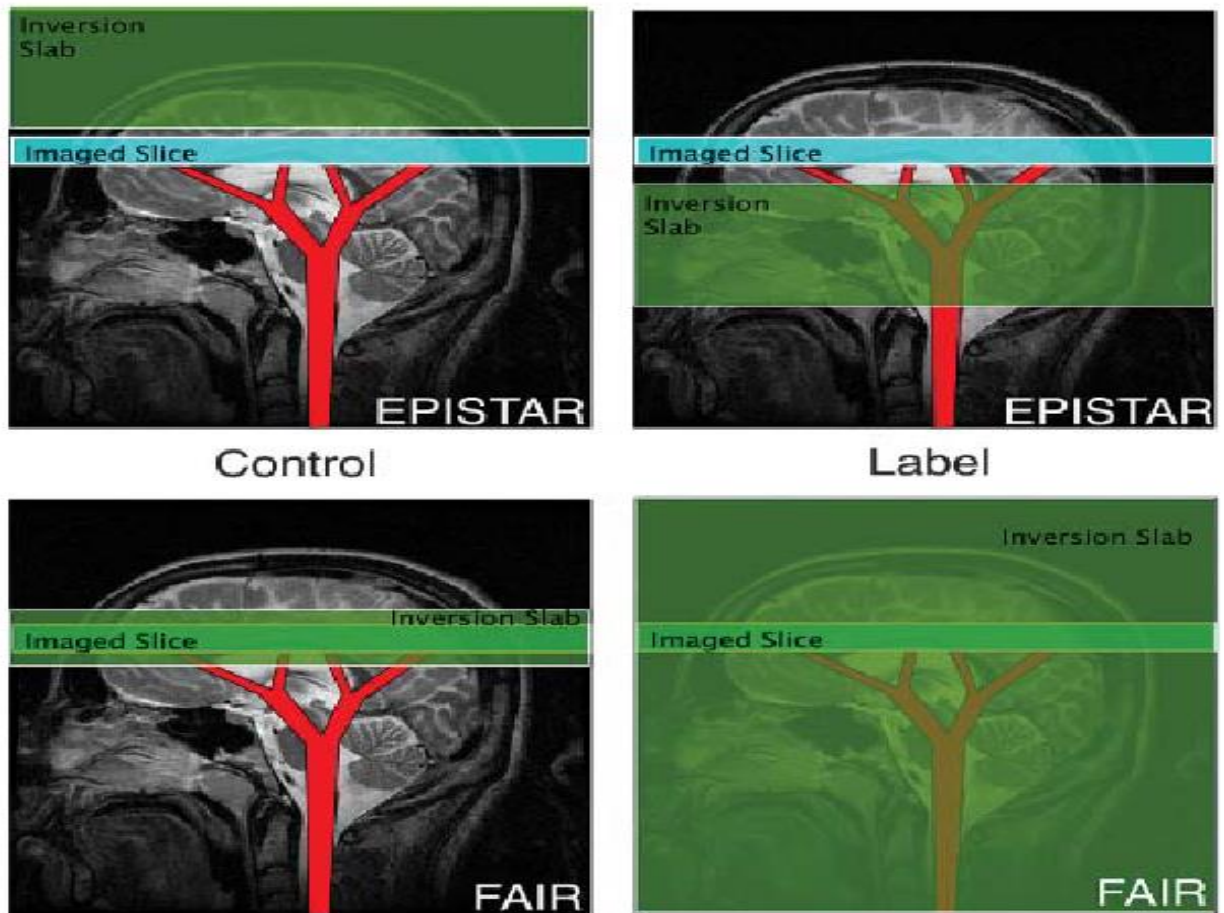 Inversion
Slab
Imaged Slice
EPISTAR
Imaged Slice
Inversion
Slab
EPISTAR
Control
Label
Inversion Slab
Imaged Slice
FAIR
Inversion Slab
Imaged Slice
FAIR